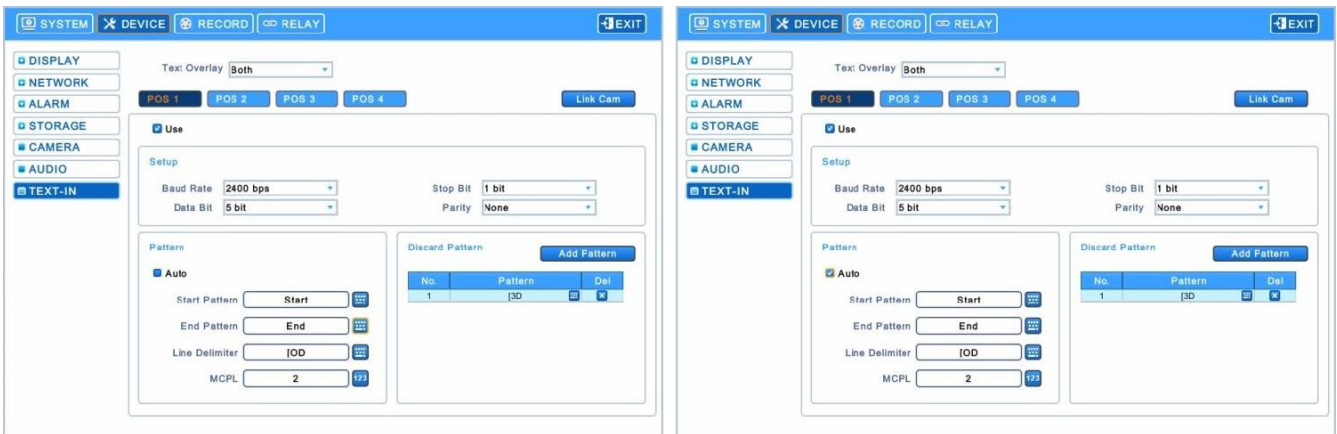 SYSTEM DEVICE RECORD RELAY EXIT
DISPLAY
NETWORK
ALARM
STORAGE
CAMERA
AUDIO
TEXT-IN
Text Overlay Both
POS 1 POS 2 POS 3 POS 4 Link Cam
Use
Setup
Baud Rate 2400 bps Stop Bit 1 bit
Data Bit 5 bit Parity None
Pattern
Auto
Start Pattern Start
End Pattern End
Line Delimiter [OD
MCPL 2 123
Discard Pattern Add Pattern
No. Pattern Del
1 [3D
SYSTEM DEVICE RECORD RELAY EXIT
DISPLAY
NETWORK
ALARM
STORAGE
CAMERA
AUDIO
TEXT-IN
Text Overlay Both
POS 1 POS 2 POS 3 POS 4 Link Cam
Use
Setup
Baud Rate 2400 bps Stop Bit 1 bit
Data Bit 5 bit Parity None
Pattern
Auto
Start Pattern Start
End Pattern End
Line Delimiter [OD
MCPL 2 123
Discard Pattern Add Pattern
No. Pattern Del
1 [3D